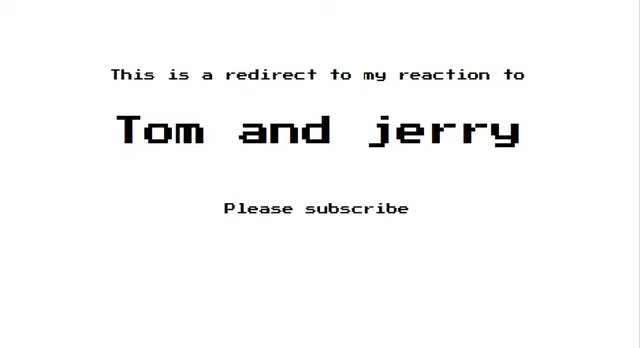 This is a redirect to my reaction to
Tom and jerry
Please subscribe